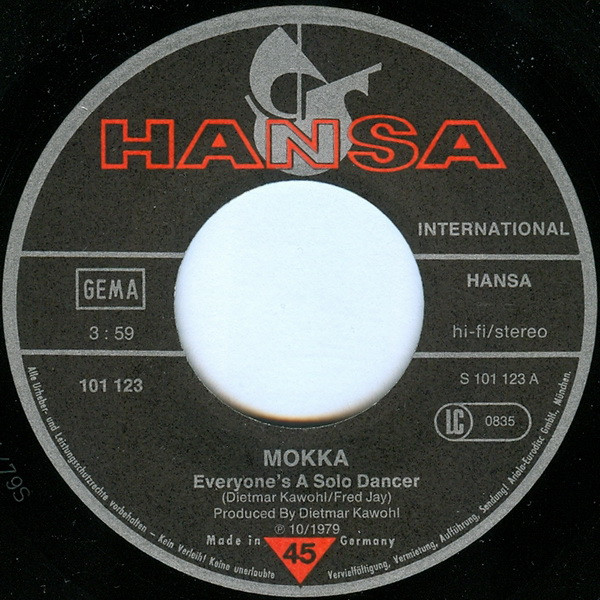 HANSA
INTERNATIONAL
GEMA
HANSA
3 : 59
hi-fi/stereo
101 123
S 101 123 A
LC 0835
MOKKA
Everyone's A Solo Dancer
(Dietmar Kawohl/Fred Jay)
Produced By Dietmar Kawohl
℗ 10/1979
Made in Germany
45
Alle Urheber- und Leistungsschutzrechte vorbehalten - Kein Verleih! Keine unerlaubte Vervielfältigung, Vermietung, Aufführung, Sendung! Ariola-Eurodisc GmbH, München.